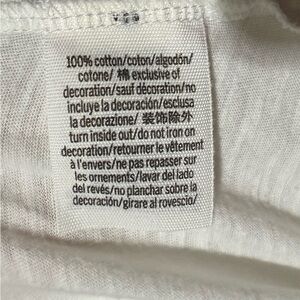 100% cotton/coton/algodón/
cotone/ 棉 exclusive of
decoration/sauf décoration/no
incluye la decoración/esclusa
la decorazione/ 装饰除外
turn inside out/do not iron on
decoration/retourner le vêtement
à l'envers/ne pas repasser sur
les ornements/lavar del lado
del revés/no planchar sobre la
decoración/girare al rovescio/